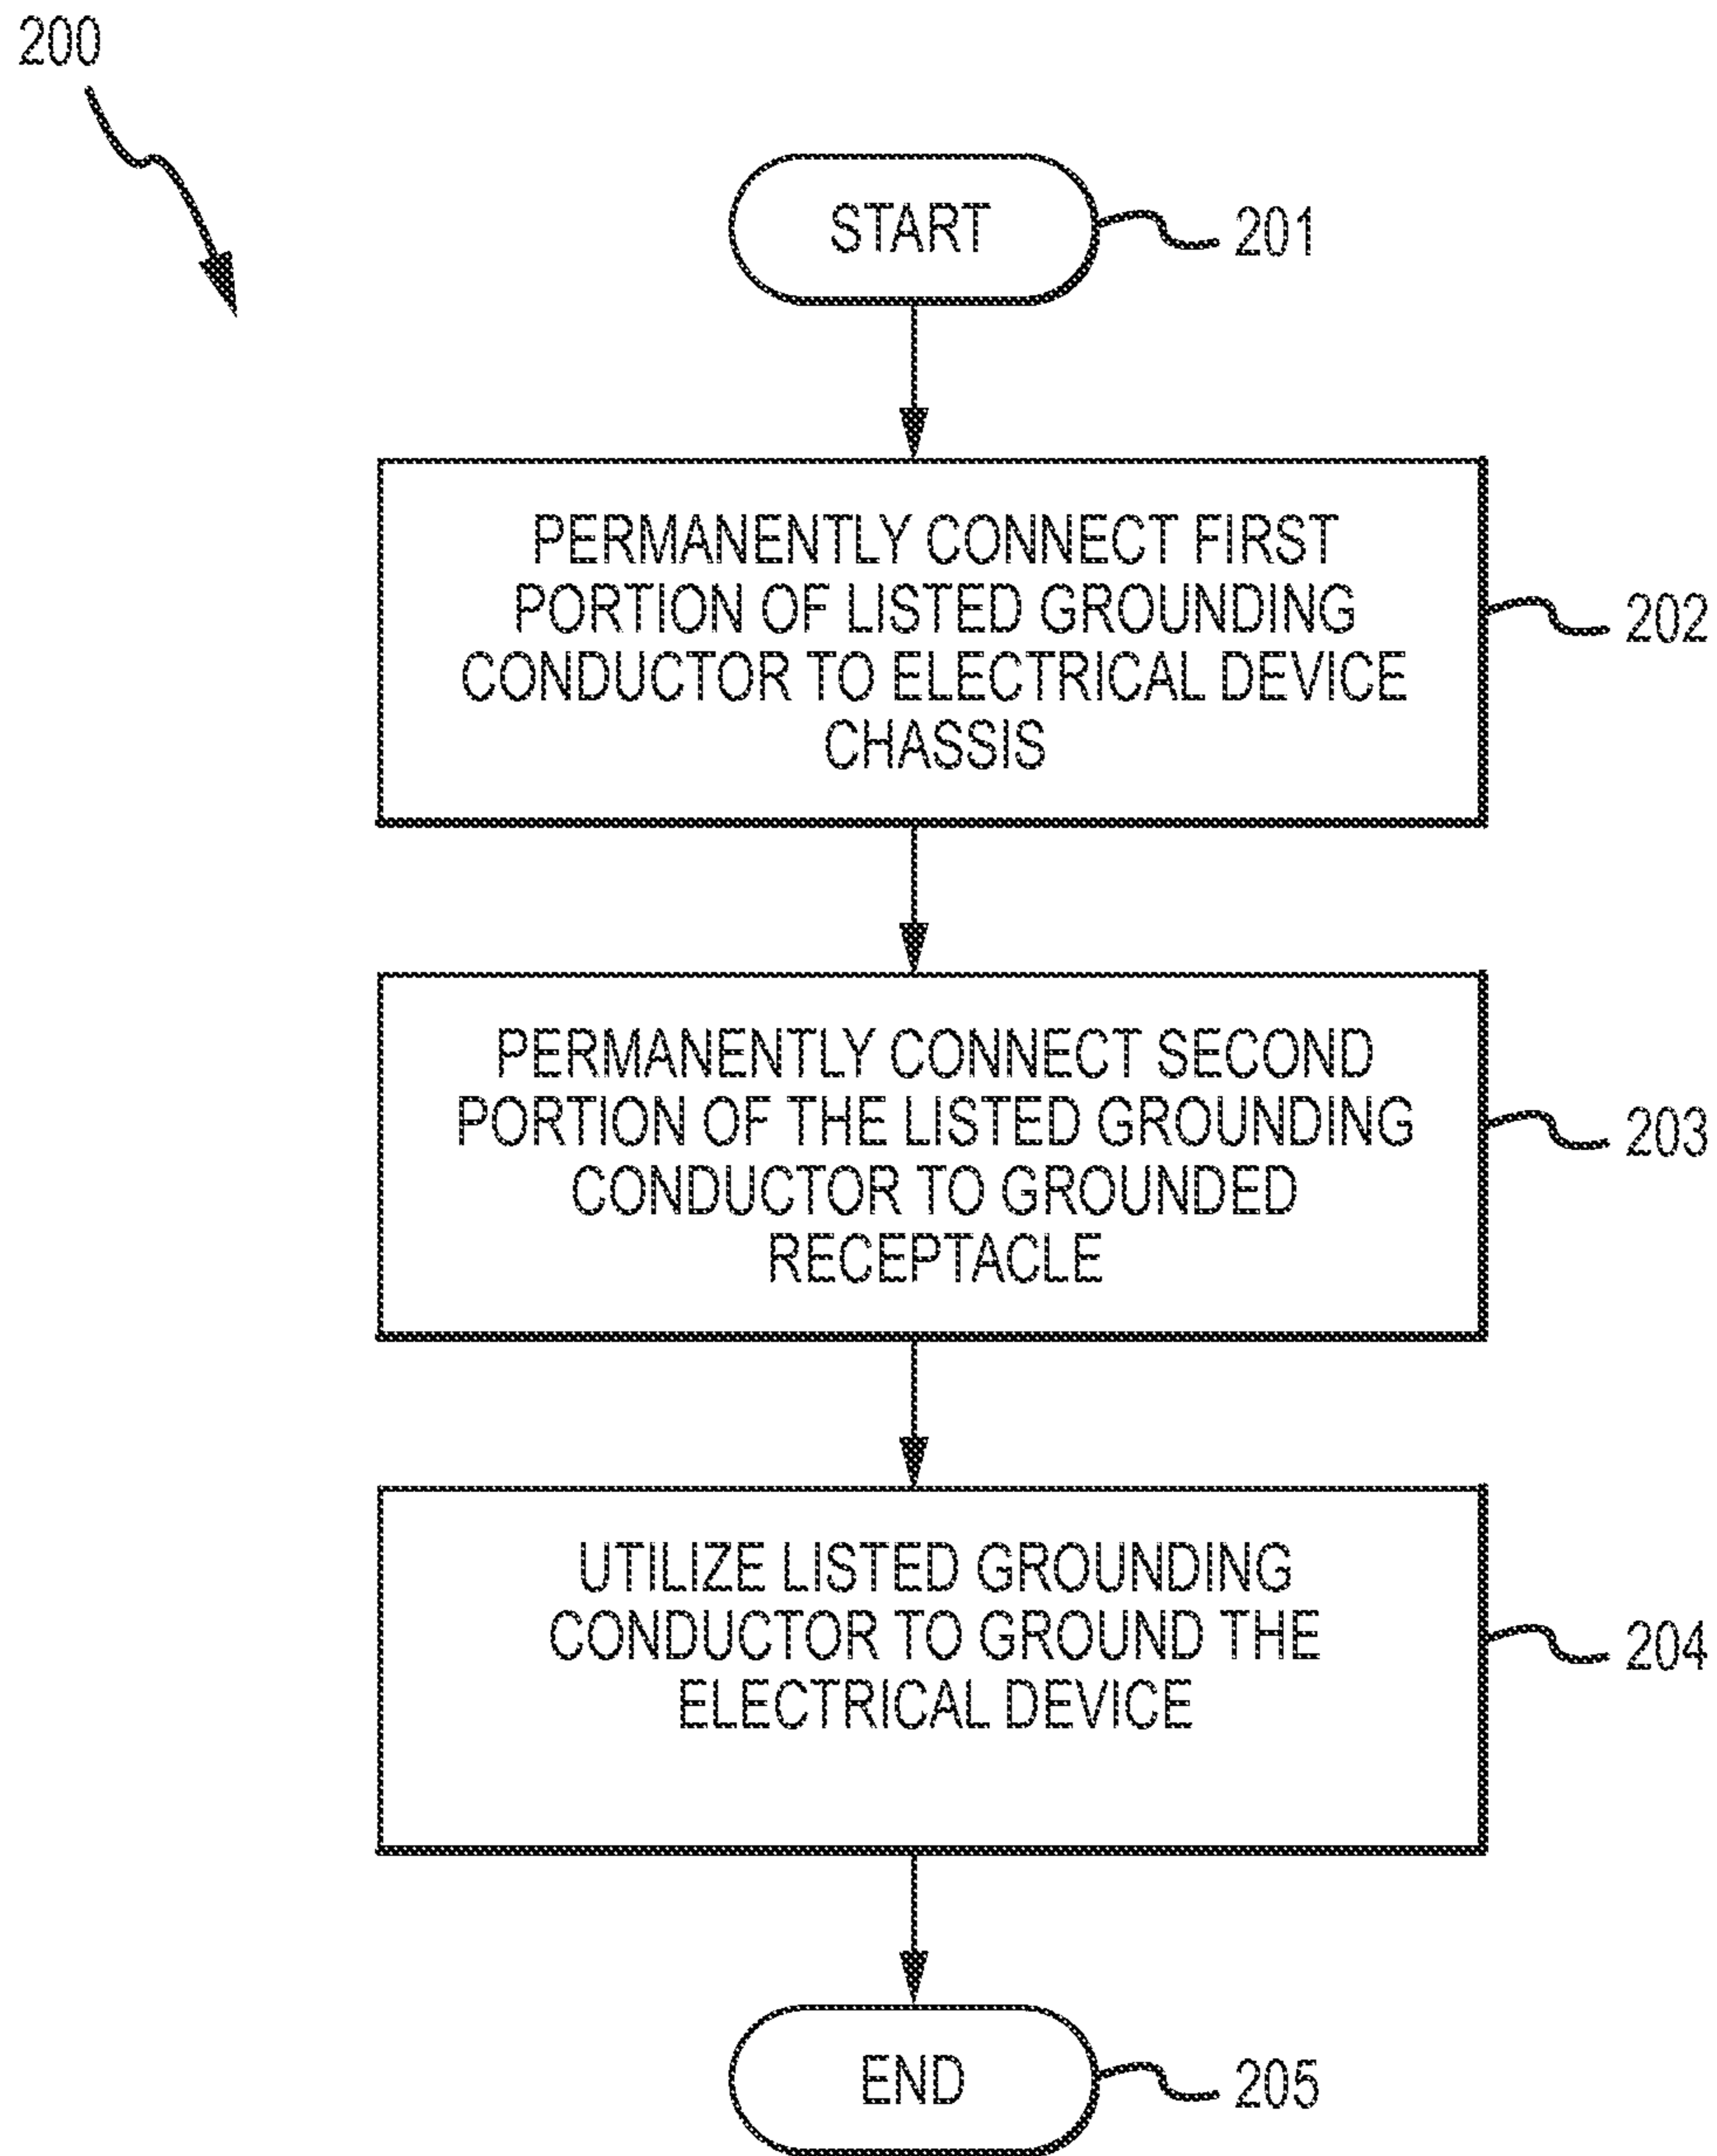 200
START
201
PERMANENTLY CONNECT FIRST
PORTION OF LISTED GROUNDING
CONDUCTOR TO ELECTRICAL DEVICE
CHASSIS
202
PERMANENTLY CONNECT SECOND
PORTION OF THE LISTED GROUNDING
CONDUCTOR TO GROUNDED
RECEPTACLE
203
UTILIZE LISTED GROUNDING
CONDUCTOR TO GROUND THE
ELECTRICAL DEVICE
204
END
205